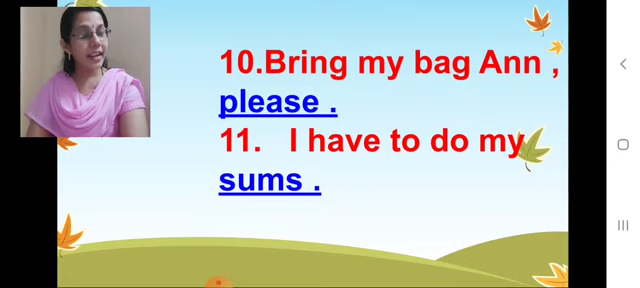 10.Bring my bag Ann ,
please .
11. I have to do my
sums .